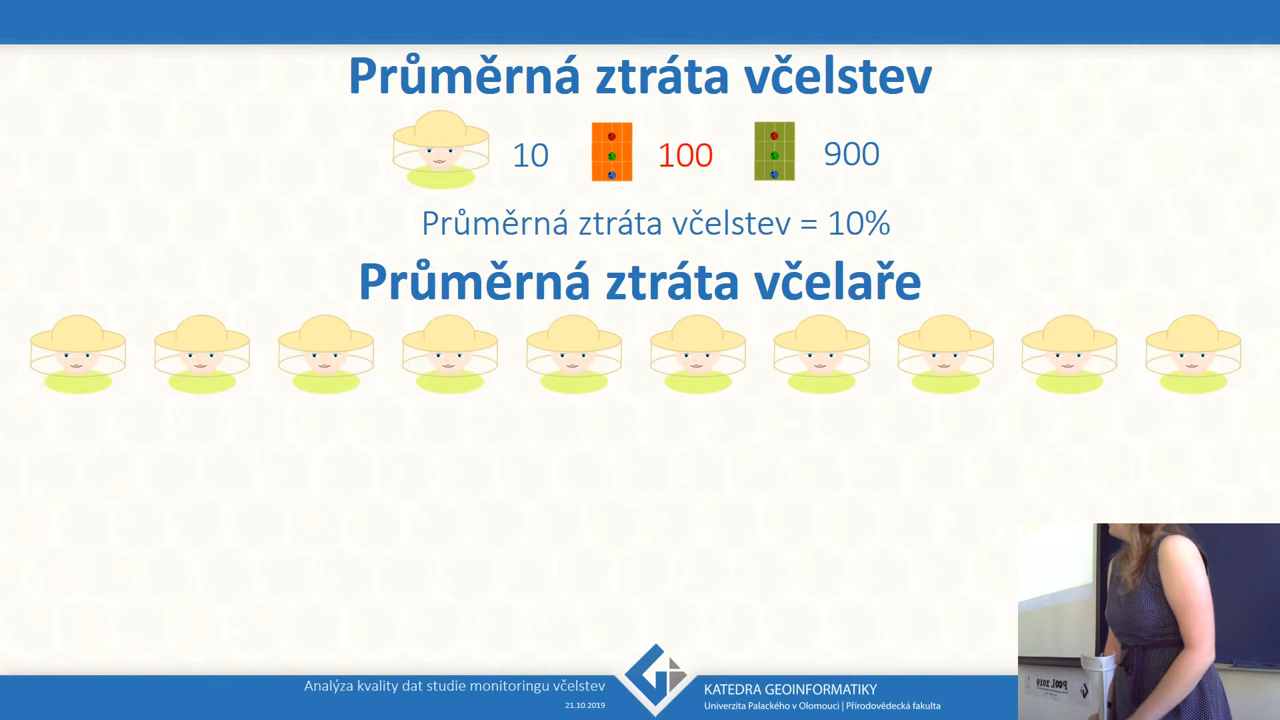 Průměrná ztráta včelstev
10 100 900
Průměrná ztráta včelstev = 10%
Průměrná ztráta včelaře
Analýza kvality dat studie monitoringu včelstev
21.10.2019
KATEDRA GEOINFORMATIKY
Univerzita Palackého v Olomouci | Přírodovědecká fakulta